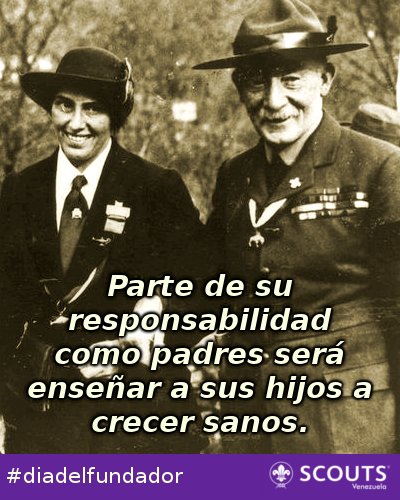 Parte de su
responsabilidad
como padres será
enseñar a sus hijos a
crecer sanos.
#diadelfundador
SCOUTS
Venezuela